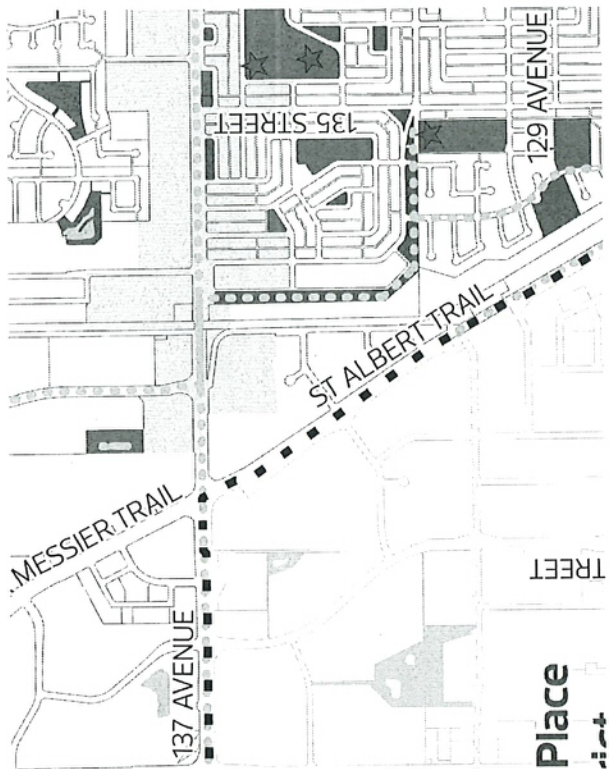 135 STREET
129 AVENUE
ST ALBERT TRAIL
.MESSIER TRAIL
TREET
137 AVENUE
Place